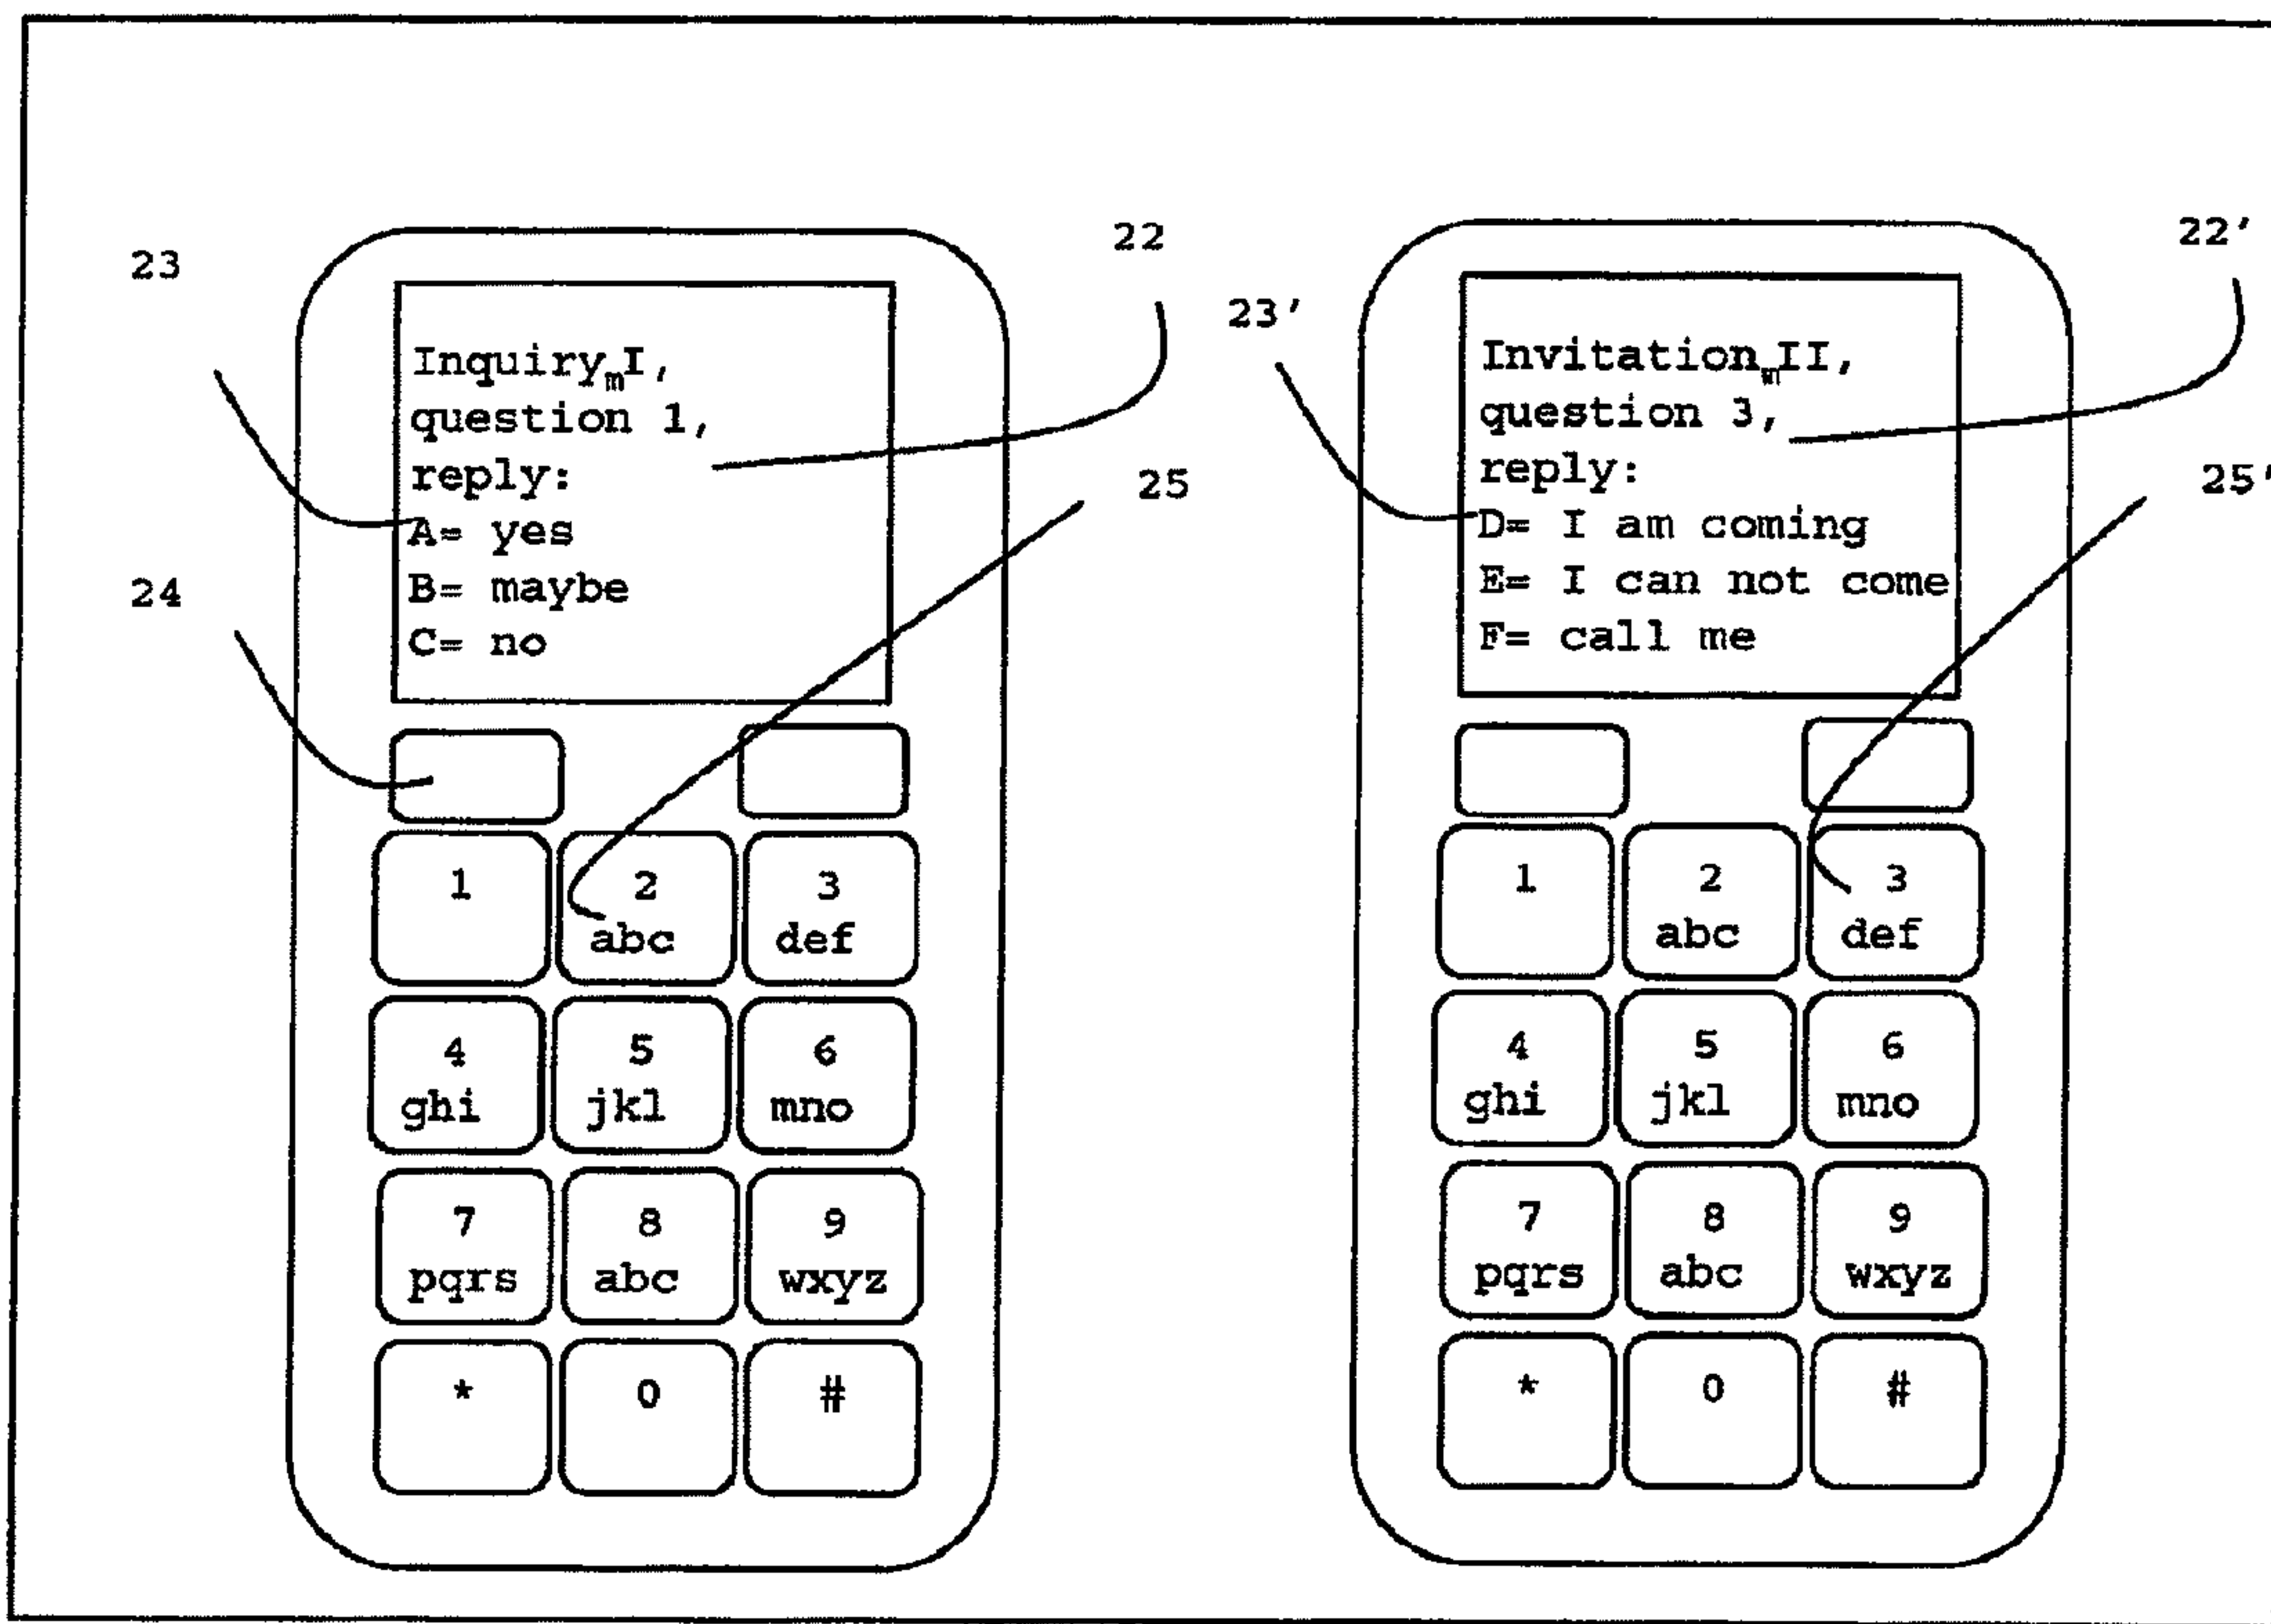 23
22
Inquiry_mI,
question 1,
reply:
A= yes
B= maybe
C= no
24
25
1
2
3
abc
def
4
5
6
ghi
jkl
mno
7
8
9
pqrs
abc
wxyz
*
0
#
23'
22'
Invitation_mII,
question 3,
reply:
D= I am coming
E= I can not come
F= call me
25'
1
2
3
abc
def
4
5
6
ghi
jkl
mno
7
8
9
pqrs
abc
wxyz
*
0
#